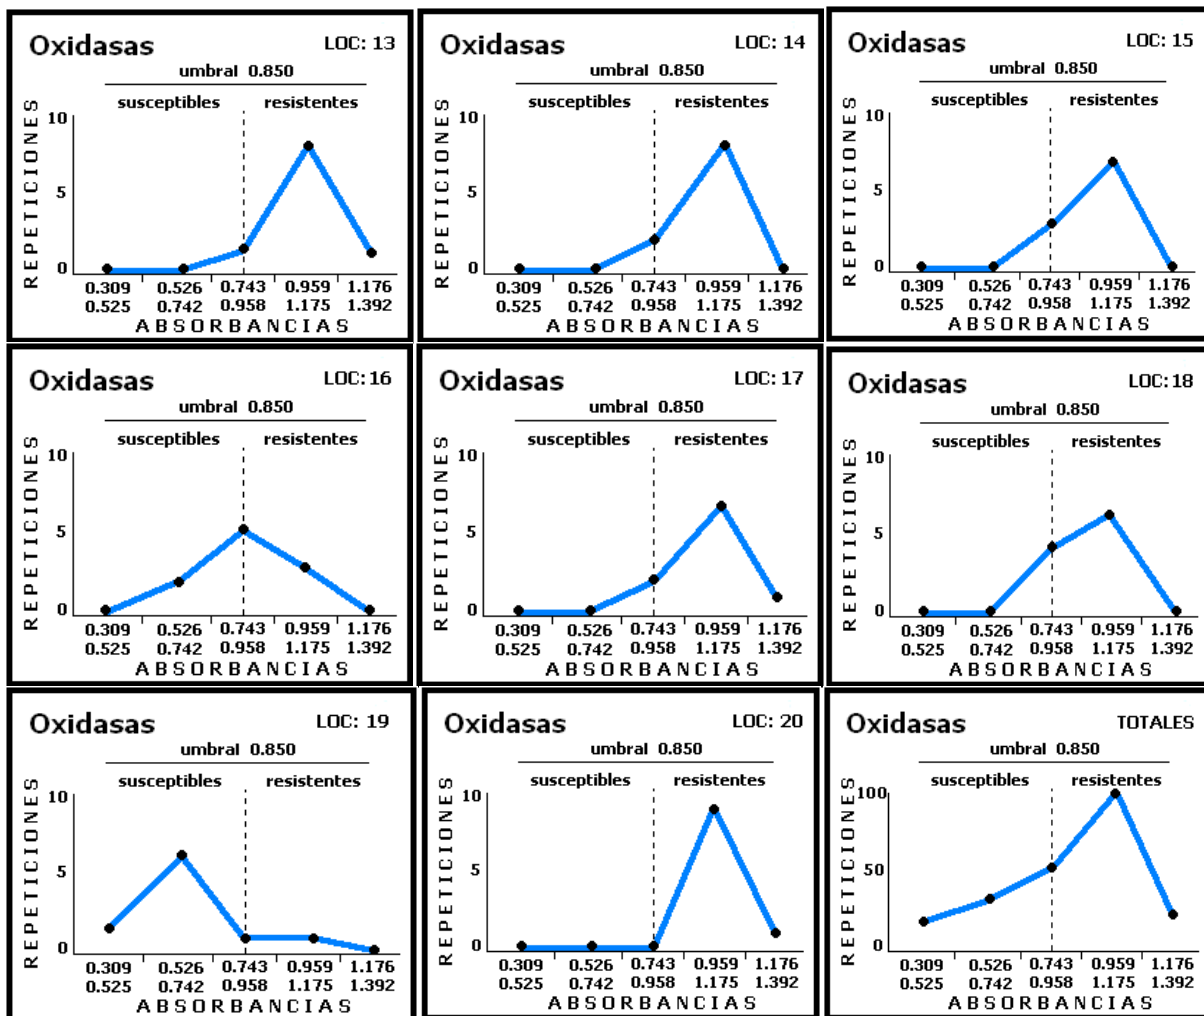 Oxidasas LOC: 13
umbral 0.850
susceptibles resistentes
REPETICIONES
10
5
0
0.309 0.526 0.743 0.959 1.176
0.525 0.742 0.958 1.175 1.392
ABSORBANCIAS
Oxidasas LOC: 14
umbral 0.850
susceptibles resistentes
REPETICIONES
10
5
0
0.309 0.526 0.743 0.959 1.176
0.525 0.742 0.958 1.175 1.392
ABSORBANCIAS
Oxidasas LOC: 15
umbral 0.850
susceptibles resistentes
REPETICIONES
10
5
0
0.309 0.526 0.743 0.959 1.176
0.525 0.742 0.958 1.175 1.392
ABSORBANCIAS
Oxidasas LOC: 16
umbral 0.850
susceptibles resistentes
REPETICIONES
10
5
0
0.309 0.526 0.743 0.959 1.176
0.525 0.742 0.958 1.175 1.392
ABSORBANCIAS
Oxidasas LOC: 17
umbral 0.850
susceptibles resistentes
REPETICIONES
10
5
0
0.309 0.526 0.743 0.959 1.176
0.525 0.742 0.958 1.175 1.392
ABSORBANCIAS
Oxidasas LOC: 18
umbral 0.850
susceptibles resistentes
REPETICIONES
10
5
0
0.309 0.526 0.743 0.959 1.176
0.525 0.742 0.958 1.175 1.392
ABSORBANCIAS
Oxidasas LOC: 19
umbral 0.850
susceptibles resistentes
REPETICIONES
10
5
0
0.309 0.526 0.743 0.959 1.176
0.525 0.742 0.958 1.175 1.392
ABSORBANCIAS
Oxidasas LOC: 20
umbral 0.850
susceptibles resistentes
REPETICIONES
10
5
0
0.309 0.526 0.743 0.959 1.176
0.525 0.742 0.958 1.175 1.392
ABSORBANCIAS
Oxidasas TOTALES
umbral 0.850
susceptibles resistentes
REPETICIONES
100
50
0
0.309 0.526 0.743 0.959 1.176
0.525 0.742 0.958 1.175 1.392
ABSORBANCIAS